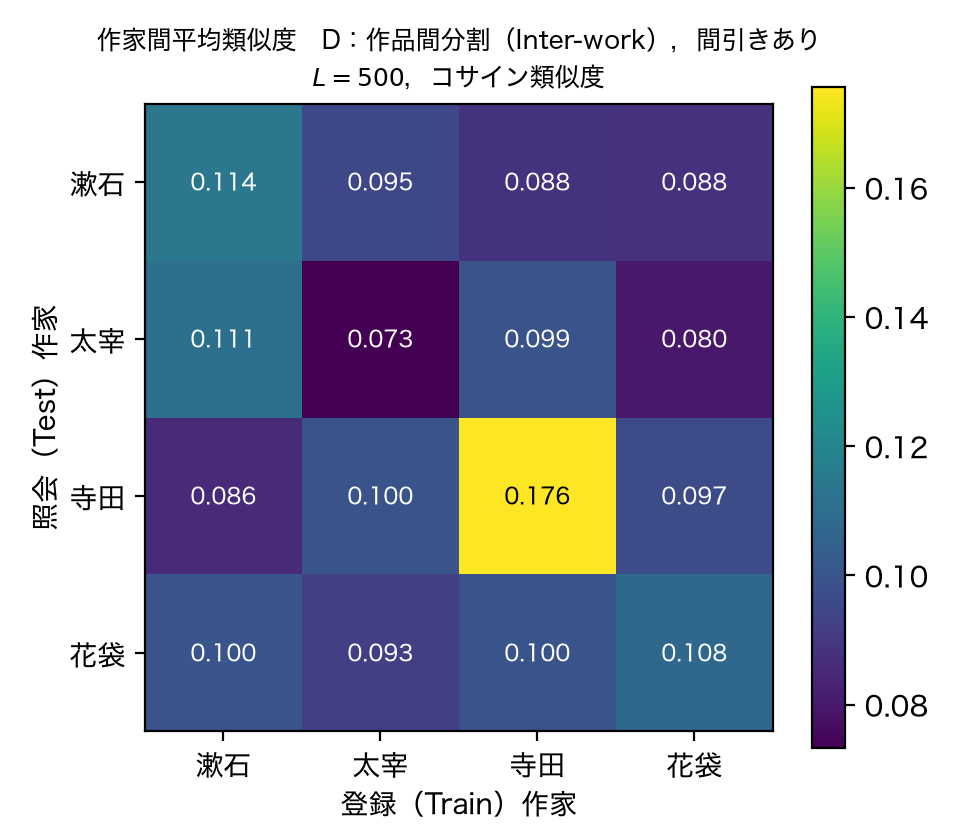 作家間平均類似度　D：作品間分割（Inter-work），間引きあり
L = 500，コサイン類似度
照会（Test）作家
漱石 0.114 0.095 0.088 0.088
太宰 0.111 0.073 0.099 0.080
寺田 0.086 0.100 0.176 0.097
花袋 0.100 0.093 0.100 0.108
漱石 太宰 寺田 花袋
登録（Train）作家
0.16
0.14
0.12
0.10
0.08